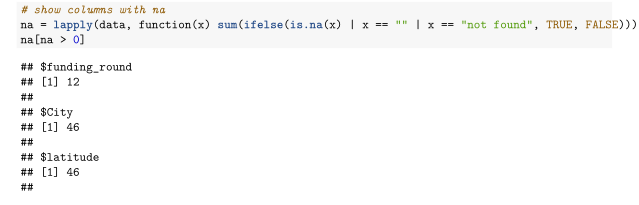 # show columns with na
na = lapply(data, function(x) sum(ifelse(is.na(x) | x == "" | x == "not found", TRUE, FALSE)))
na[na > 0]
## $funding_round
## [1] 12
##
## $City
## [1] 46
##
## $latitude
## [1] 46
##